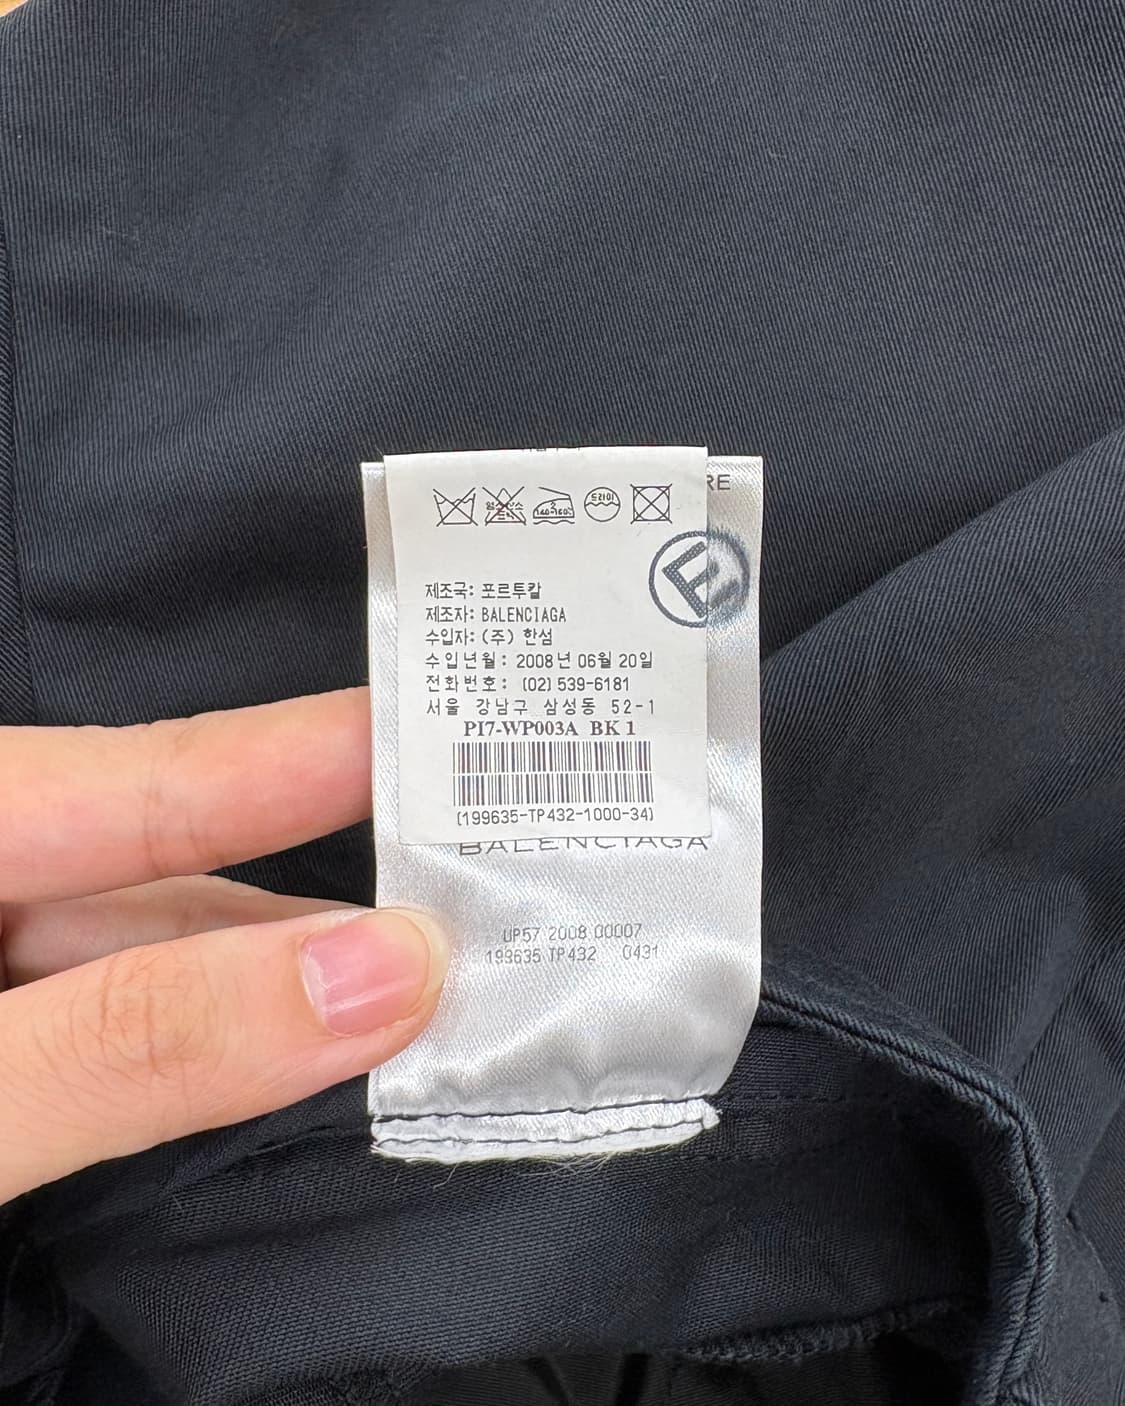 RE
드라이
140~160℃
제조국: 포르투칼
제조자: BALENCIAGA
수입자: (주) 한섬
수입년월: 2008년 06월 20일
전화번호: (02) 539-6181
서울 강남구 삼성동 52-1
PI7-WP003A BK 1
(199635-TP432-1000-34)
BALENCIAGA
UP57 2008 00007
199635 TP432 0431